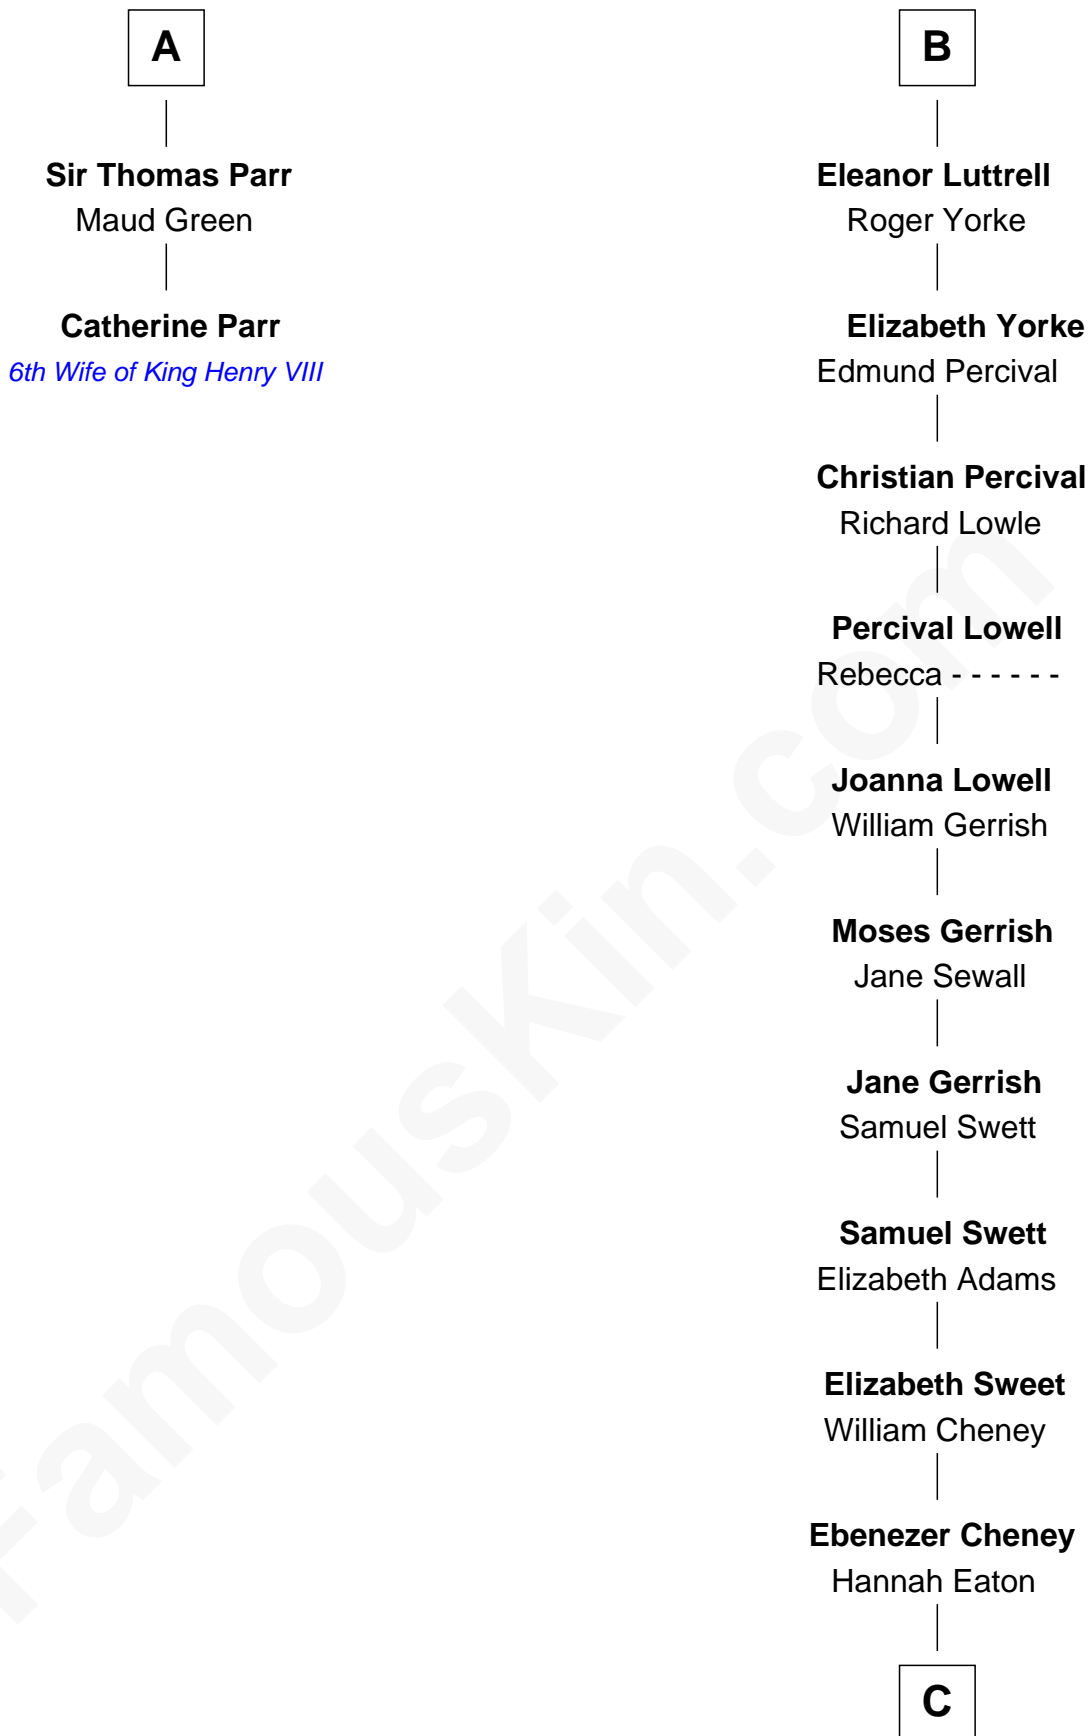 A
Sir Thomas Parr
Maud Green
Catherine Parr
6th Wife of King Henry VIII
B
Eleanor Luttrell
Roger Yorke
Elizabeth Yorke
Edmund Percival
Christian Percival
Richard Lowle
Percival Lowell
Rebecca - - - - - -
Joanna Lowell
William Gerrish
Moses Gerrish
Jane Sewall
Jane Gerrish
Samuel Swett
Samuel Swett
Elizabeth Adams
Elizabeth Sweet
William Cheney
Ebenezer Cheney
Hannah Eaton
C
FamousKin.com